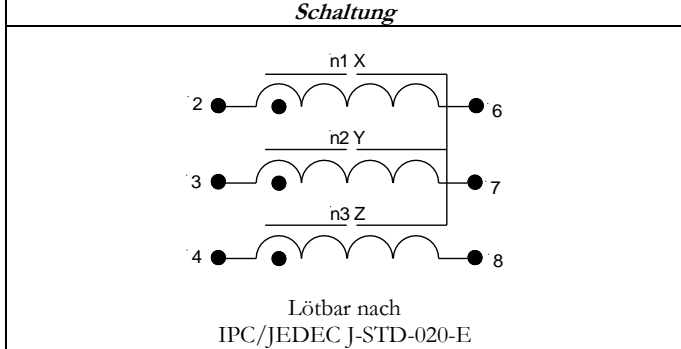 Schaltung
n1 X
2 6
n2 Y
3 7
n3 Z
4 8
Lötbar nach
IPC/JEDEC J-STD-020-E